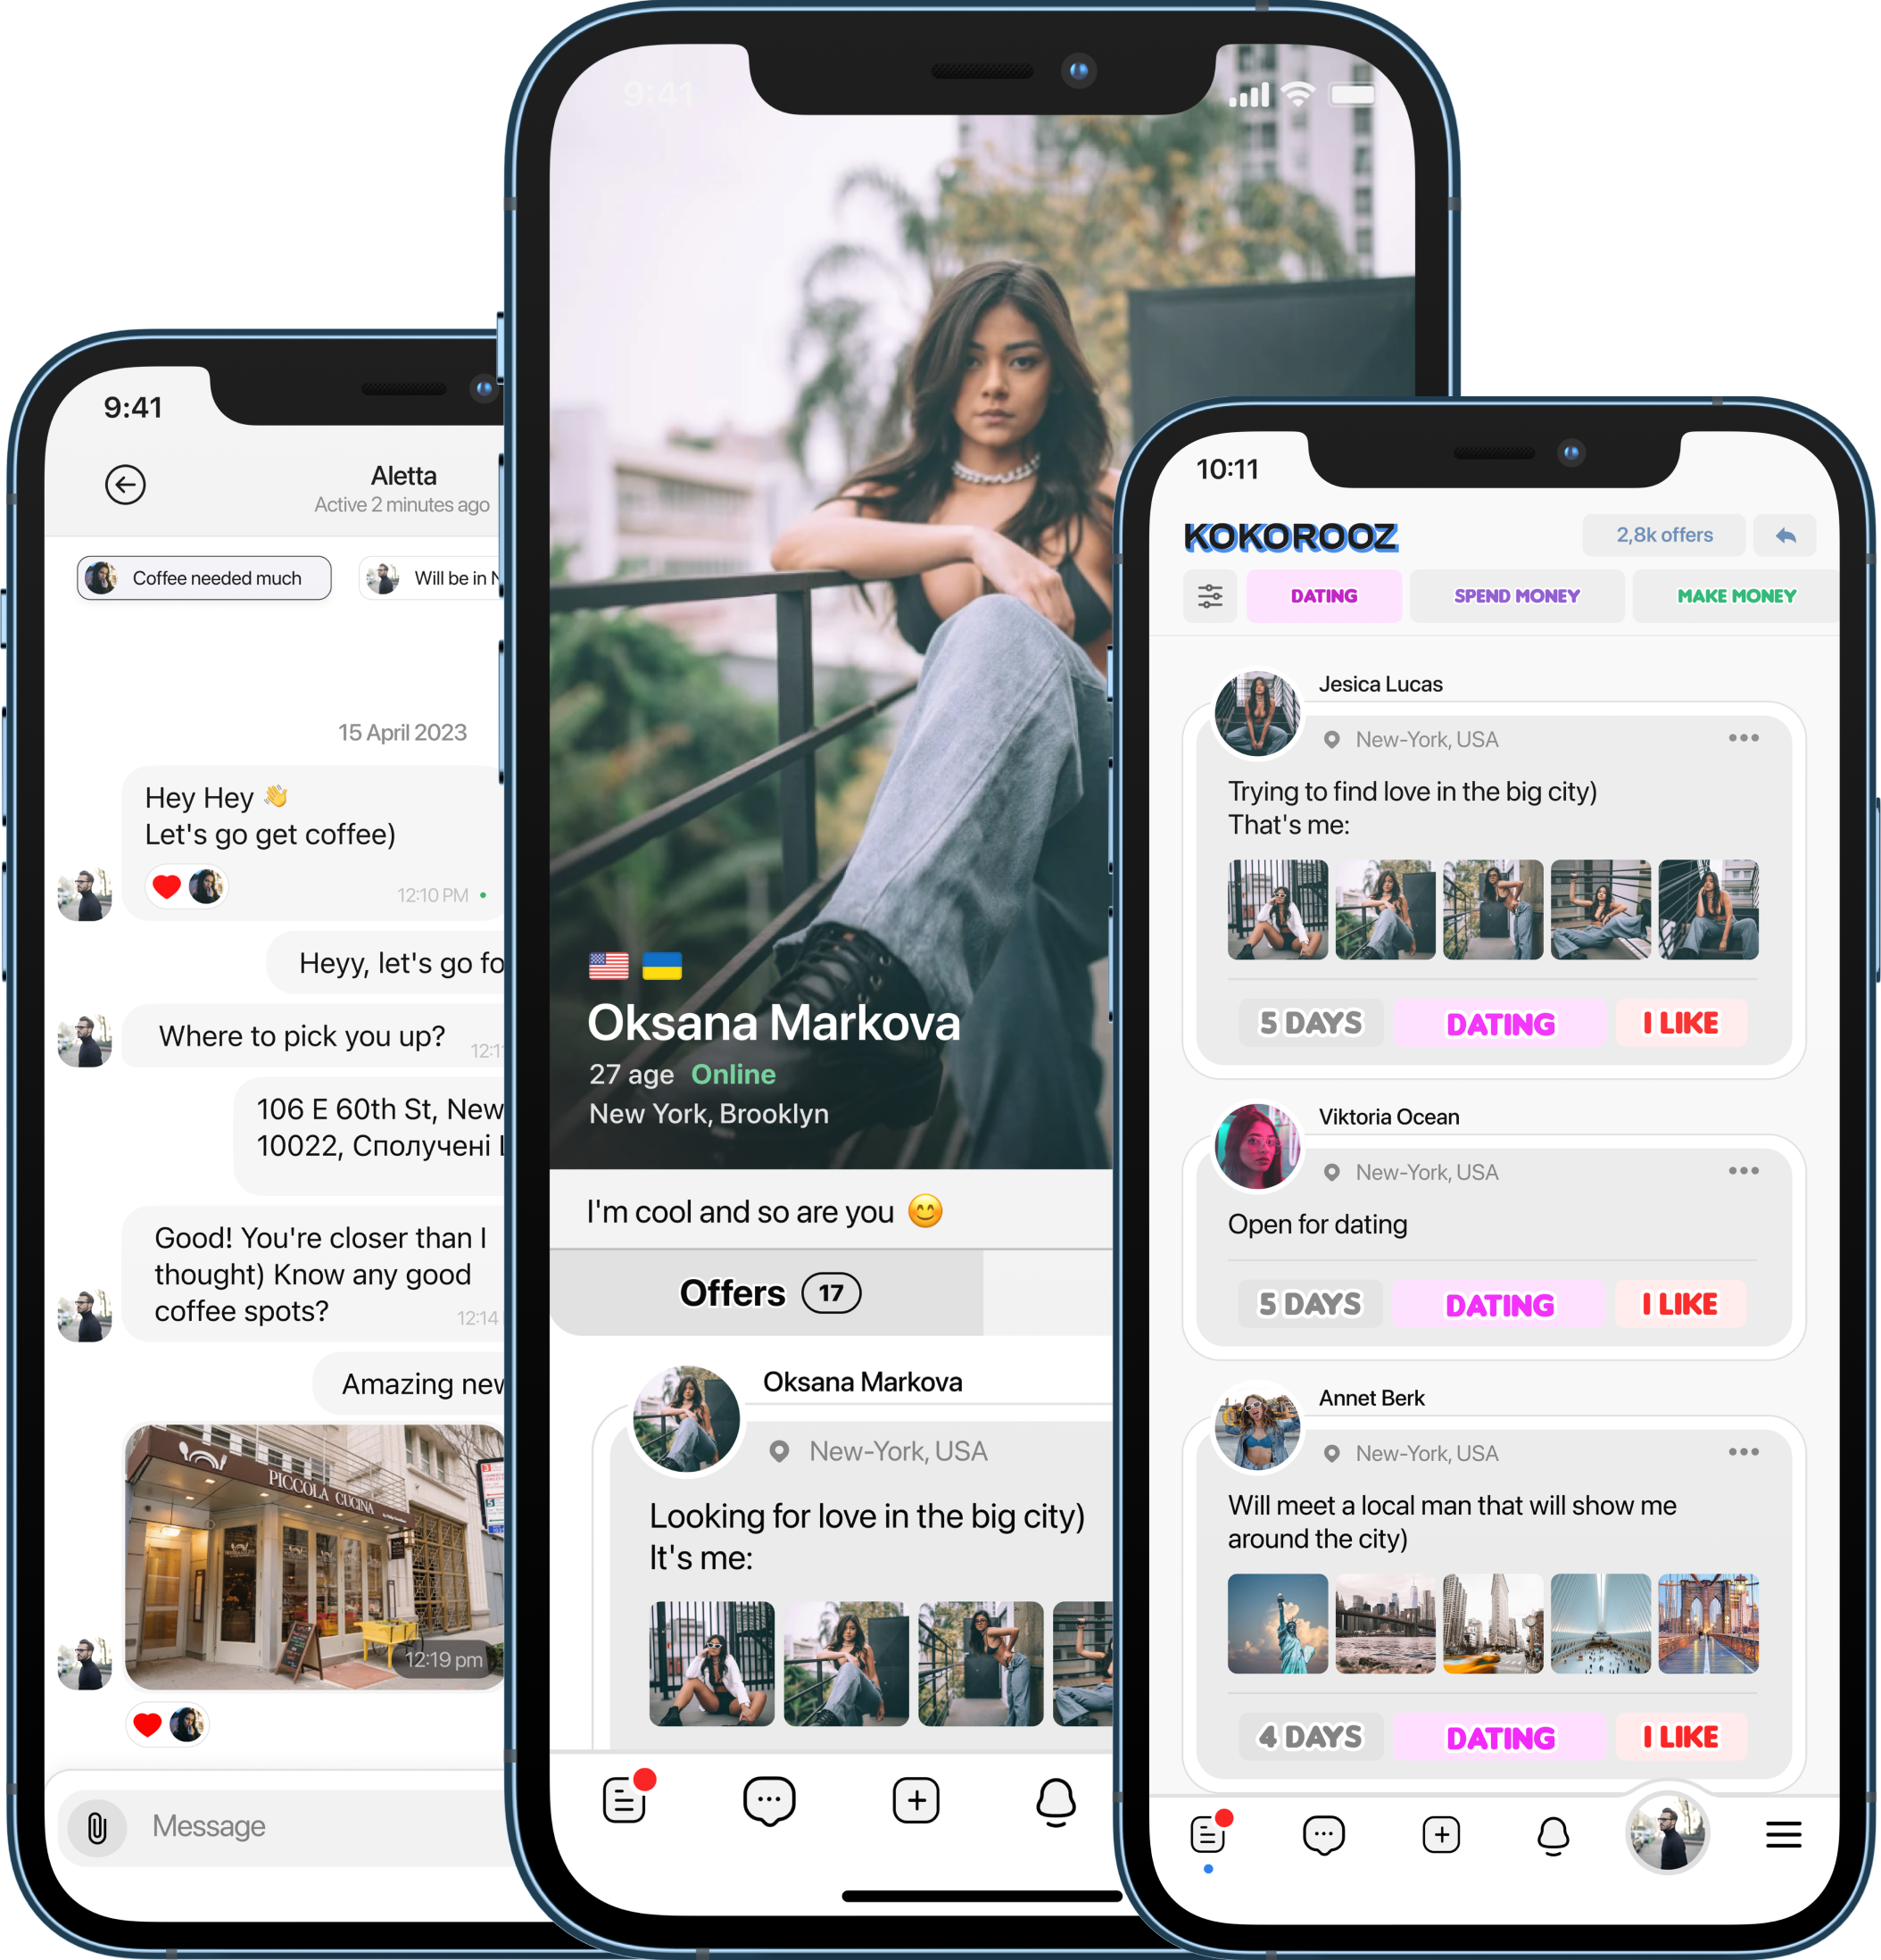 9:41
Aletta
Active 2 minutes ago
Coffee needed much
Will be in
15 April 2023
Hey Hey 👋
Let's go get coffee)
12:10 PM
Heyy, let's go fo
Where to pick you up?
12:1
106 E 60th St, New
10022, Сполучені
Good! You're closer than I
thought) Know any good
coffee spots?
12:14
Amazing new
PICCOLA CUCINA
12:19 pm
Message
9:41
Oksana Markova
27 age Online
New York, Brooklyn
I'm cool and so are you 😊
Offers 17
Oksana Markova
New-York, USA
Looking for love in the big city)
It's me:
10:11
KOKOROOZ
2,8k offers
DATING
SPEND MONEY
MAKE MONEY
Jesica Lucas
New-York, USA
Trying to find love in the big city)
That's me:
5 DAYS
DATING
I LIKE
Viktoria Ocean
New-York, USA
Open for dating
5 DAYS
DATING
I LIKE
Annet Berk
New-York, USA
Will meet a local man that will show me
around the city)
4 DAYS
DATING
I LIKE